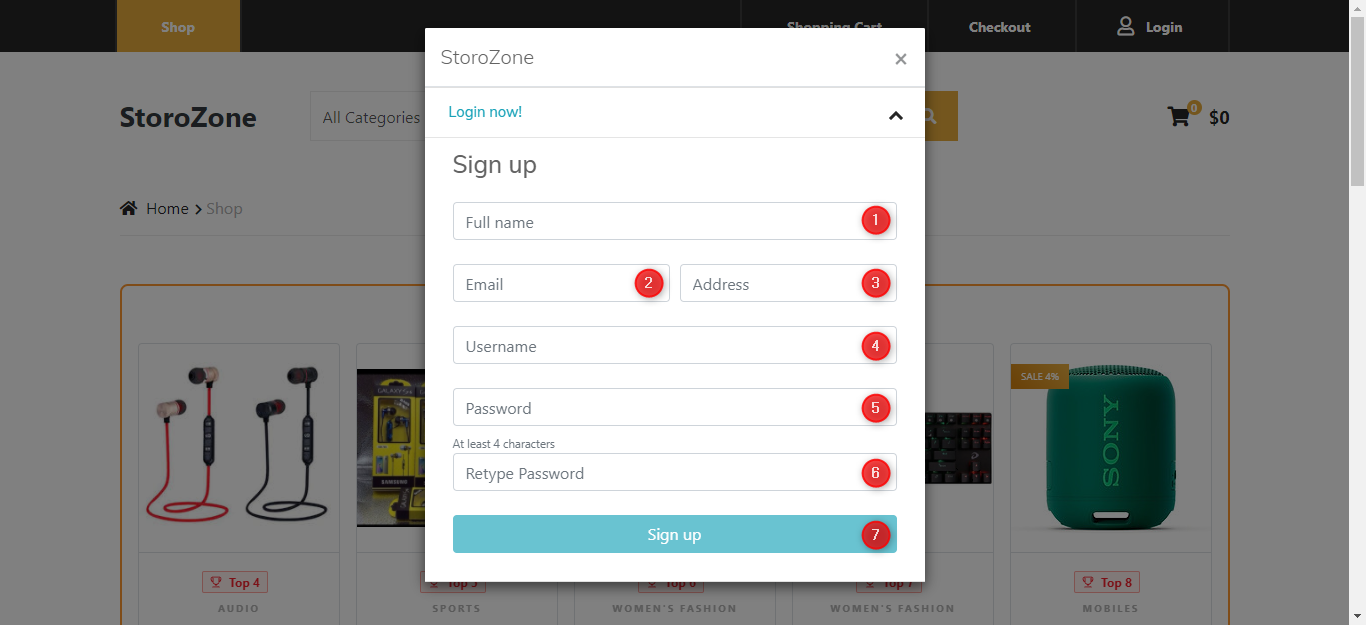 Shop
Shopping Cart
Checkout
Login
StoroZone
×
Login now!
StoroZone
All Categories
0
$0
Sign up
Home
Shop
Full name
1
Email
2
Address
3
Username
4
Password
5
At least 4 characters
Retype Password
6
Sign up
7
SALE 4%
SONY
SAMSUNG
Top 4
Top 5
Top 6
Top 7
Top 8
AUDIO
SPORTS
WOMEN'S FASHION
WOMEN'S FASHION
MOBILES